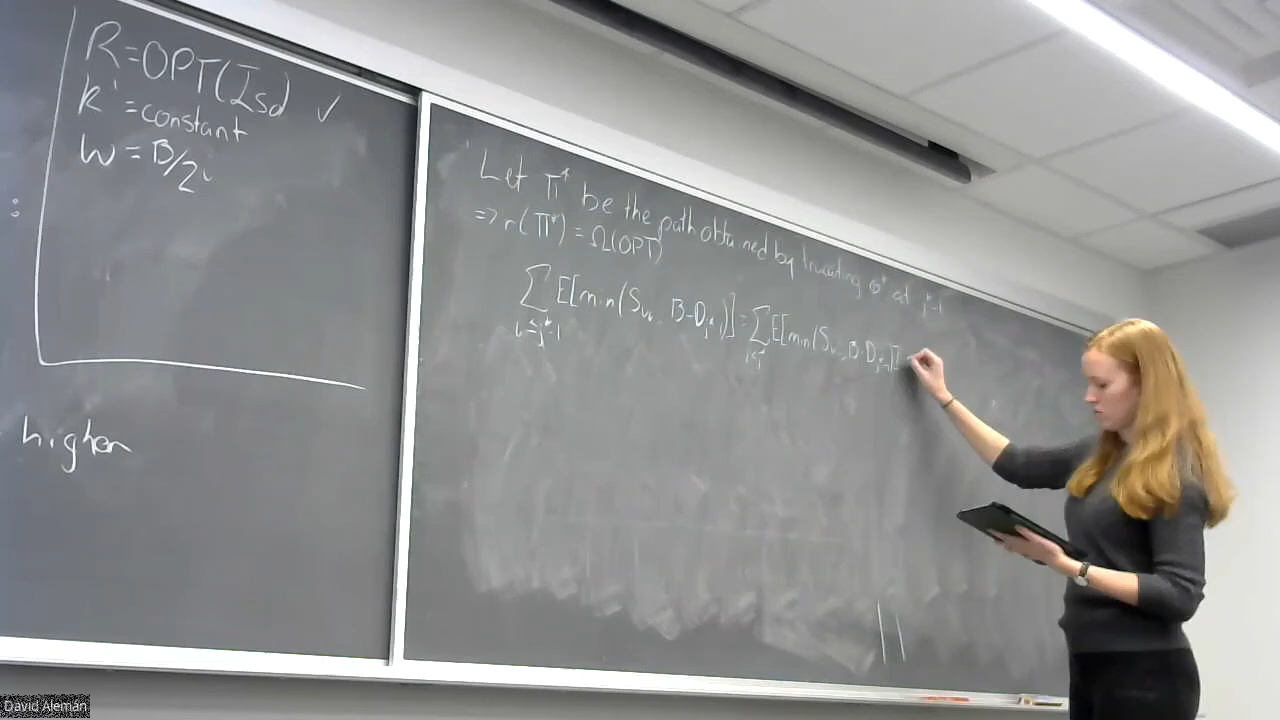 R=OPT(I_sd) ✓
k'=constant
W=B/2^i
:
higher
Let Π* be the path obtained by truncating σ* at j*-1
=> r(Π*) = Ω(OPT)
∑_{i≤j*-1} E[min(S_{v_i}, B-D_{j*-1})] = ∑_{i<j*} E[min(S_{v_i}, B-D_{j*-1})]
David Aleman